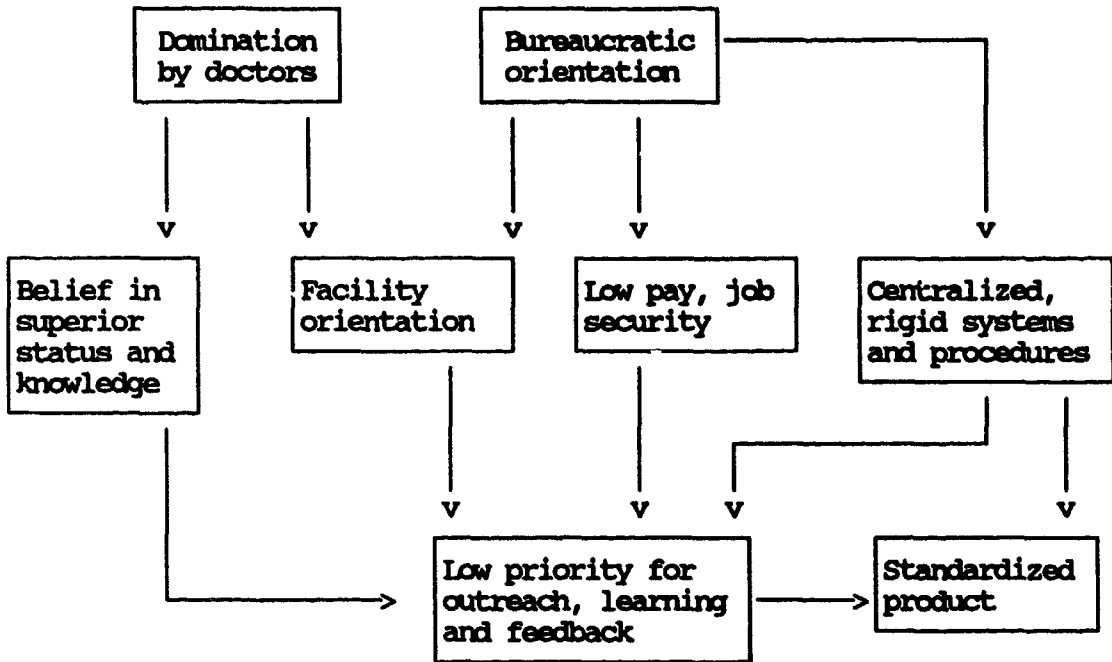 Domination
by doctors
Bureaucratic
orientation
Belief in
superior
status and
knowledge
Facility
orientation
Low pay, job
security
Centralized,
rigid systems
and procedures
Low priority for
outreach, learning
and feedback
Standardized
product